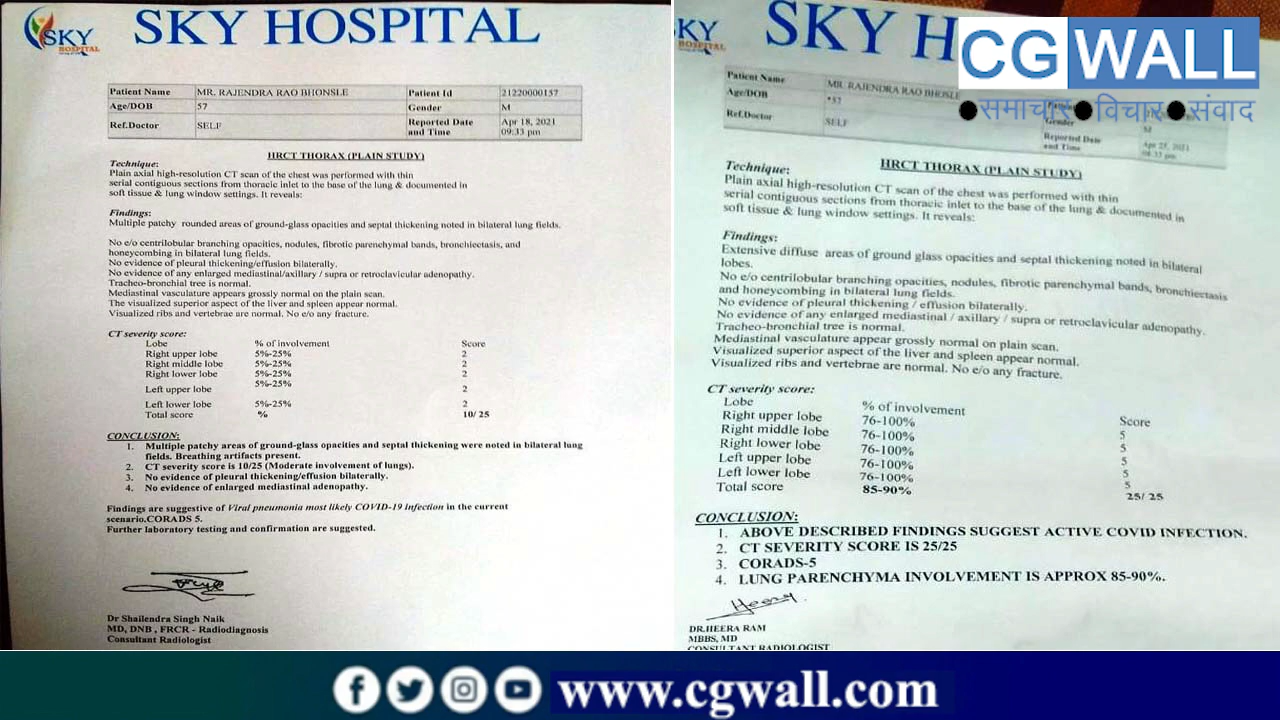 SKY HOSPITAL
SKY
HOSPITAL
Patient Name MR. RAJENDRA RAO BHONSLE Patient Id 21220000157
Age/DOB 57 Gender M
Ref.Doctor SELF Reported Date and Time Apr 18, 2021 09:33 pm
HRCT THORAX (PLAIN STUDY)
Technique:
Plain axial high-resolution CT scan of the chest was performed with thin
serial contiguous sections from thoracic inlet to the base of the lung & documented in
soft tissue & lung window settings. It reveals:
Findings:
Multiple patchy rounded areas of ground-glass opacities and septal thickening noted in bilateral lung fields.
No e/o centrilobular branching opacities, nodules, fibrotic parenchymal bands, bronchiectasis, and
honeycombing in bilateral lung fields.
No evidence of pleural thickening/effusion bilaterally.
No evidence of any enlarged mediastinal/axillary / supra or retroclavicular adenopathy.
Tracheo-bronchial tree is normal.
Mediastinal vasculature appears grossly normal on the plain scan.
The visualized superior aspect of the liver and spleen appear normal.
Visualized ribs and vertebrae are normal. No e/o any fracture.
CT severity score:
Lobe % of involvement Score
Right upper lobe 5%-25% 2
Right middle lobe 5%-25% 2
Right lower lobe 5%-25% 2
Left upper lobe 5%-25% 2
Left lower lobe 5%-25% 2
Total score % 10/ 25
CONCLUSION:
1. Multiple patchy areas of ground-glass opacities and septal thickening were noted in bilateral lung
fields. Breathing artifacts present.
2. CT severity score is 10/25 (Moderate involvement of lungs).
3. No evidence of pleural thickening/effusion bilaterally.
4. No evidence of enlarged mediastinal adenopathy.
Findings are suggestive of Viral pneumonia most likely COVID-19 infection in the current
scenario.CORADS 5.
Further laboratory testing and confirmation are suggested.
Dr Shailendra Singh Naik
MD, DNB , FRCR - Radiodiagnosis
Consultant Radiologist
SKY H
SKY
HOSPITAL
CGWALL
समाचार विचार संवाद
Patient Name MR. RAJENDRA RAO BHOSLE
Age/DOB *57 Gender M
Ref.Doctor SELF Reported Date and Time Apr 25, 2021
HRCT THORAX (PLAIN STUDY)
Technique:
Plain axial high-resolution CT scan of the chest was performed with thin
serial contiguous sections from thoracic inlet to the base of the lung & documented in
soft tissue & lung window settings. It reveals:
Findings:
Extensive diffuse areas of ground glass opacities and septal thickening noted in bilateral
lobes.
No e/o centrilobular branching opacities, nodules, fibrotic parenchymal bands, bronchiectasis
and honeycombing in bilateral lung fields.
No evidence of pleural thickening / effusion bilaterally.
No evidence of any enlarged mediastinal / axillary / supra or retroclavicular adenopathy.
Tracheo-bronchial tree is normal.
Mediastinal vasculature appear grossly normal on plain scan.
Visualized superior aspect of the liver and spleen appear normal.
Visualized ribs and vertebrae are normal. No e/o any fracture.
CT severity score:
Lobe % of involvement Score
Right upper lobe 76-100% 5
Right middle lobe 76-100% 5
Right lower lobe 76-100% 5
Left upper lobe 76-100% 5
Left lower lobe 76-100% 5
Total score 85-90% 25/ 25
CONCLUSION:
1. ABOVE DESCRIBED FINDINGS SUGGEST ACTIVE COVID INFECTION.
2. CT SEVERITY SCORE IS 25/25
3. CORADS-5
4. LUNG PARENCHYMA INVOLVEMENT IS APPROX 85-90%.
DR.HEERA RAM
MBBS, MD
CONSULTANT RADIOLOGIST
www.cgwall.com